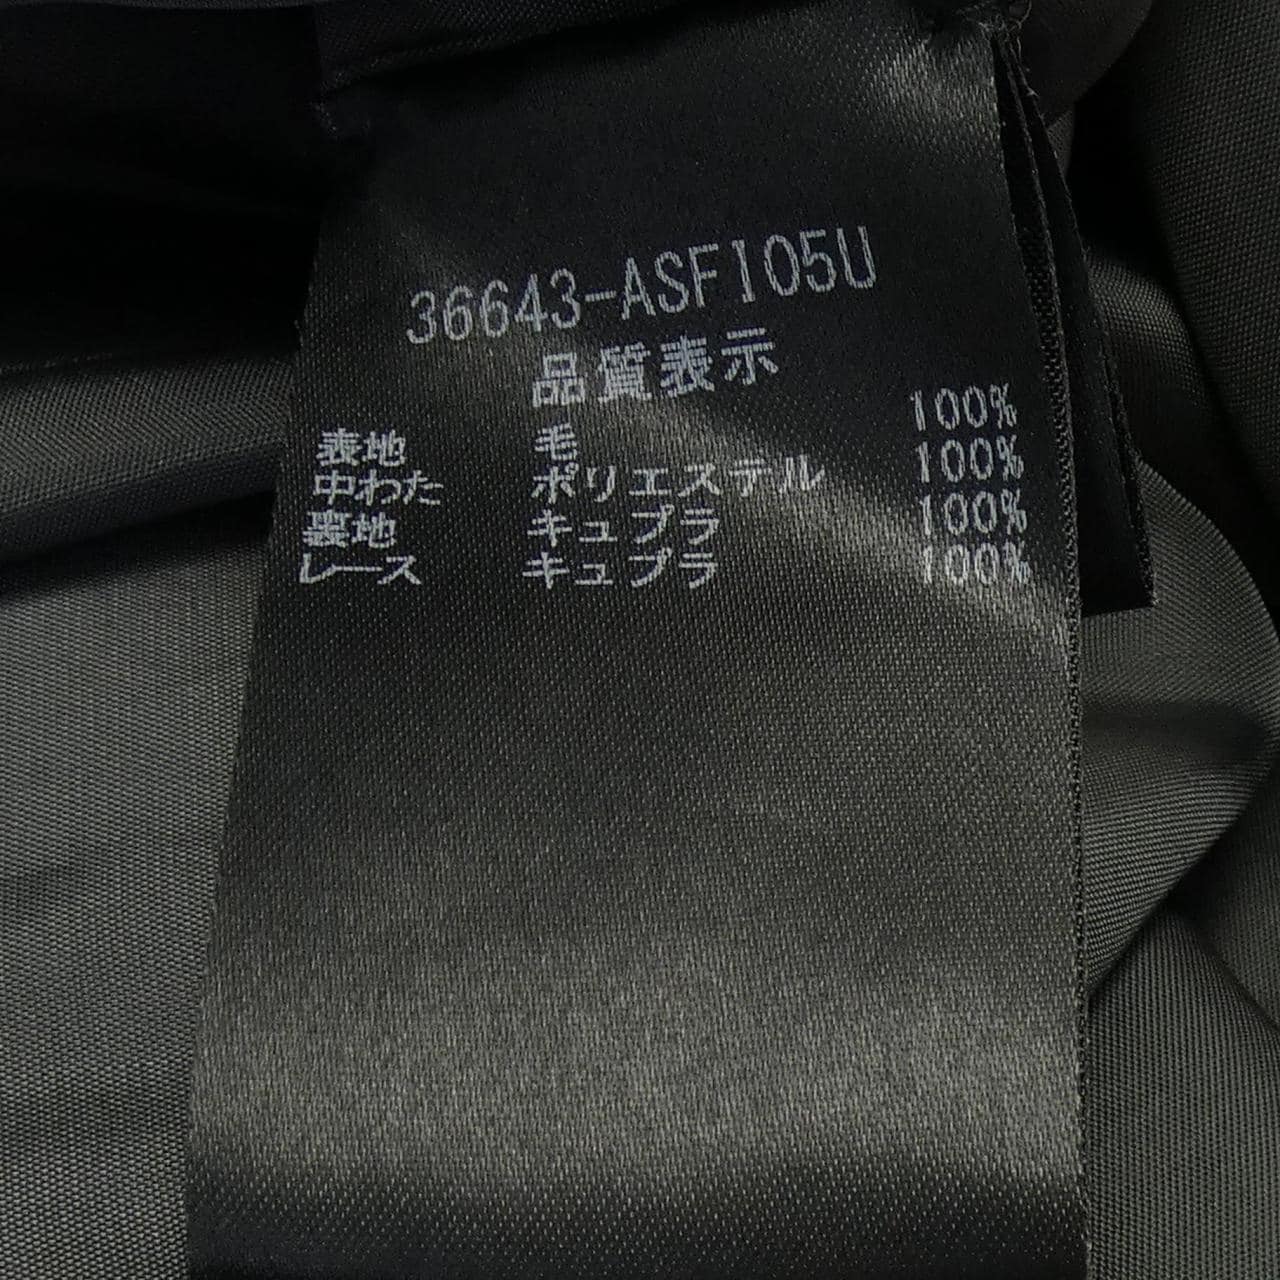 36643-ASF105U
品質表示
表地 毛 100%
中わた ポリエステル 100%
裏地 キュプラ 100%
レース キュプラ 100%